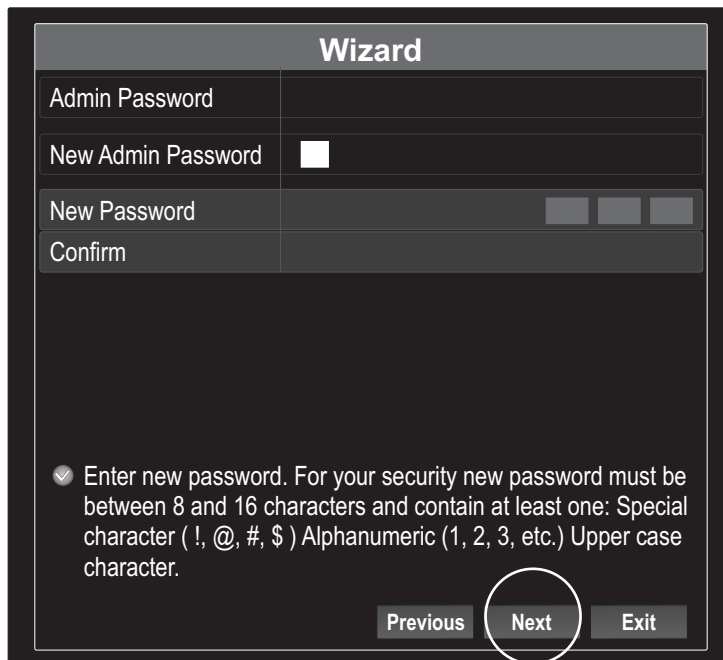 Wizard
Admin Password
New Admin Password
New Password
Confirm
Enter new password. For your security new password must be
between 8 and 16 characters and contain at least one: Special
character ( !, @, #, $ ) Alphanumeric (1, 2, 3, etc.) Upper case
character.
Previous Next Exit